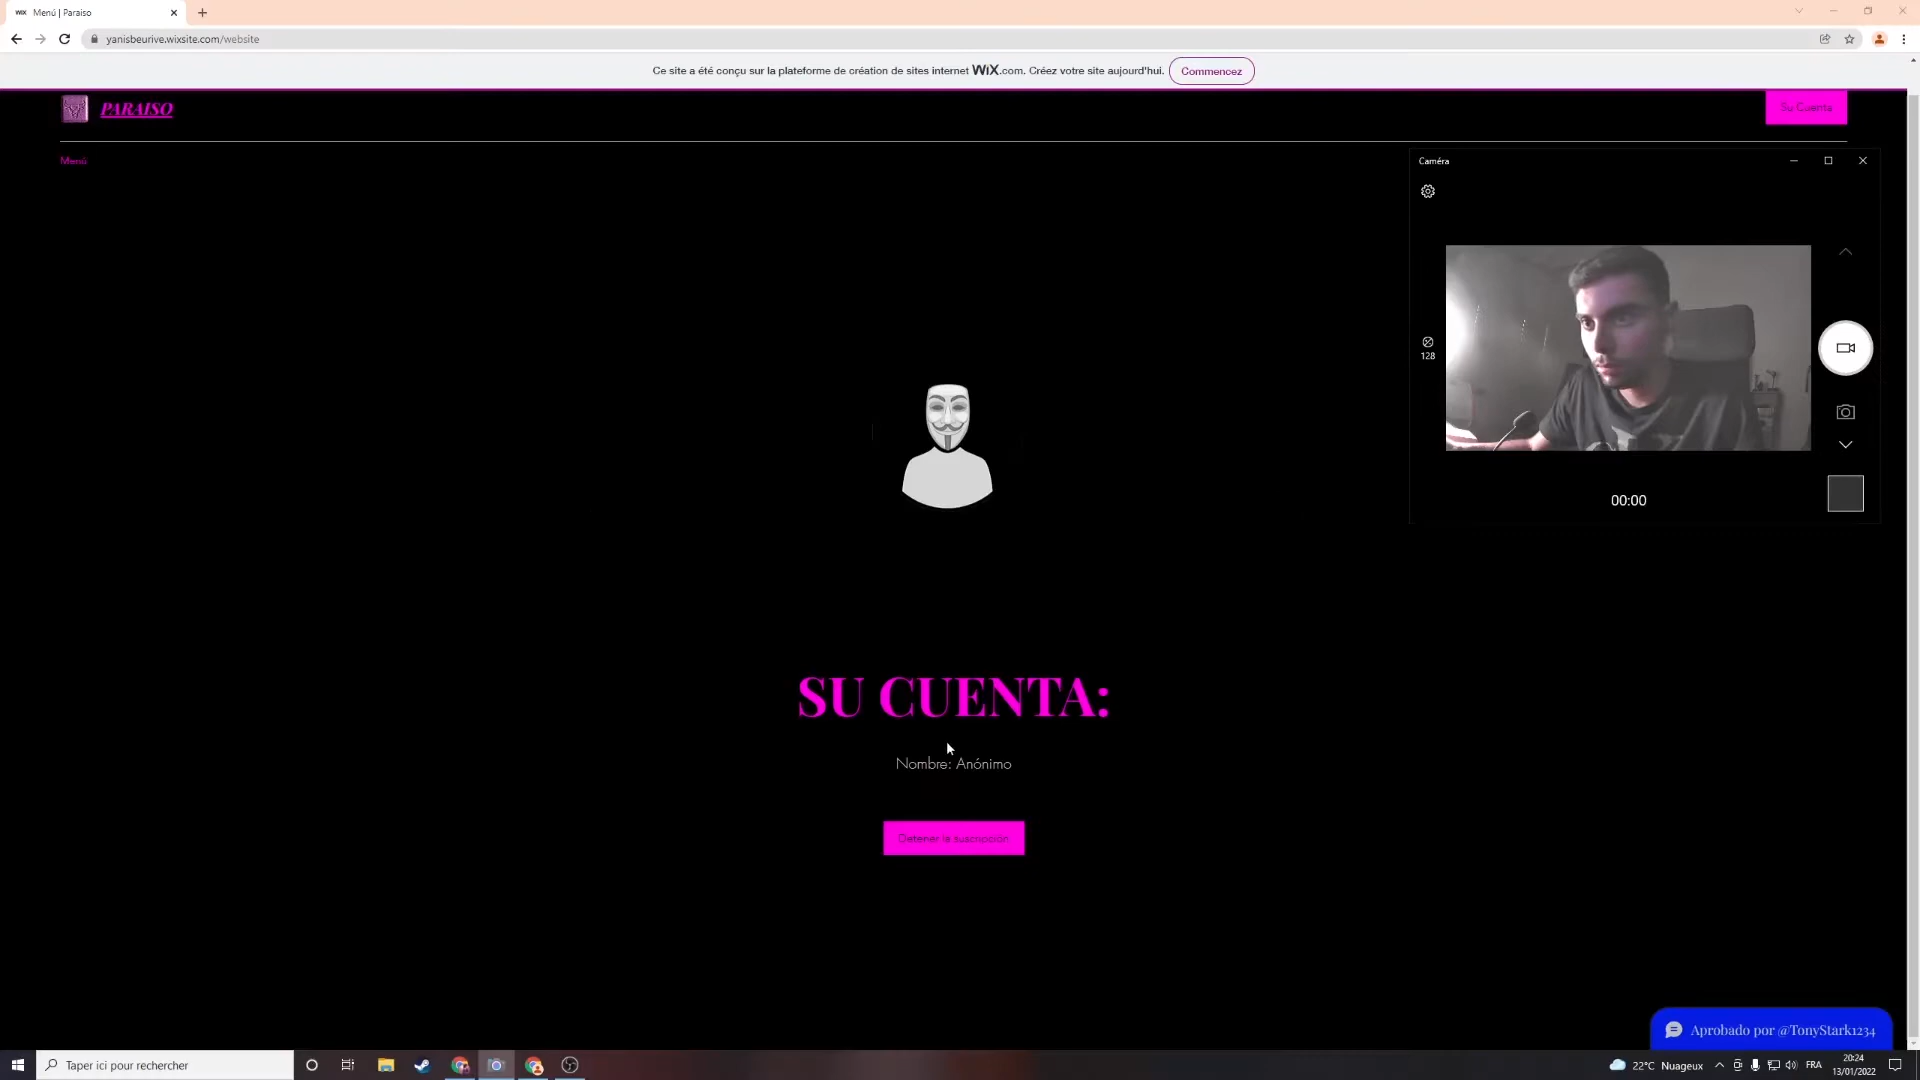 WiX Menú | Paraiso
yanisbeurive.wixsite.com/website
Ce site a été conçu sur la plateforme de création de sites internet WiX.com. Créez votre site aujourd'hui. Commencez
PARAISO
Su Cuenta
Menú
Caméra
128
00:00
SU CUENTA:
Nombre: Anónimo
Detener la suscripción
Aprobado por @TonyStark1234
Taper ici pour rechercher
22°C Nuageux
FRA
20:24
13/01/2022